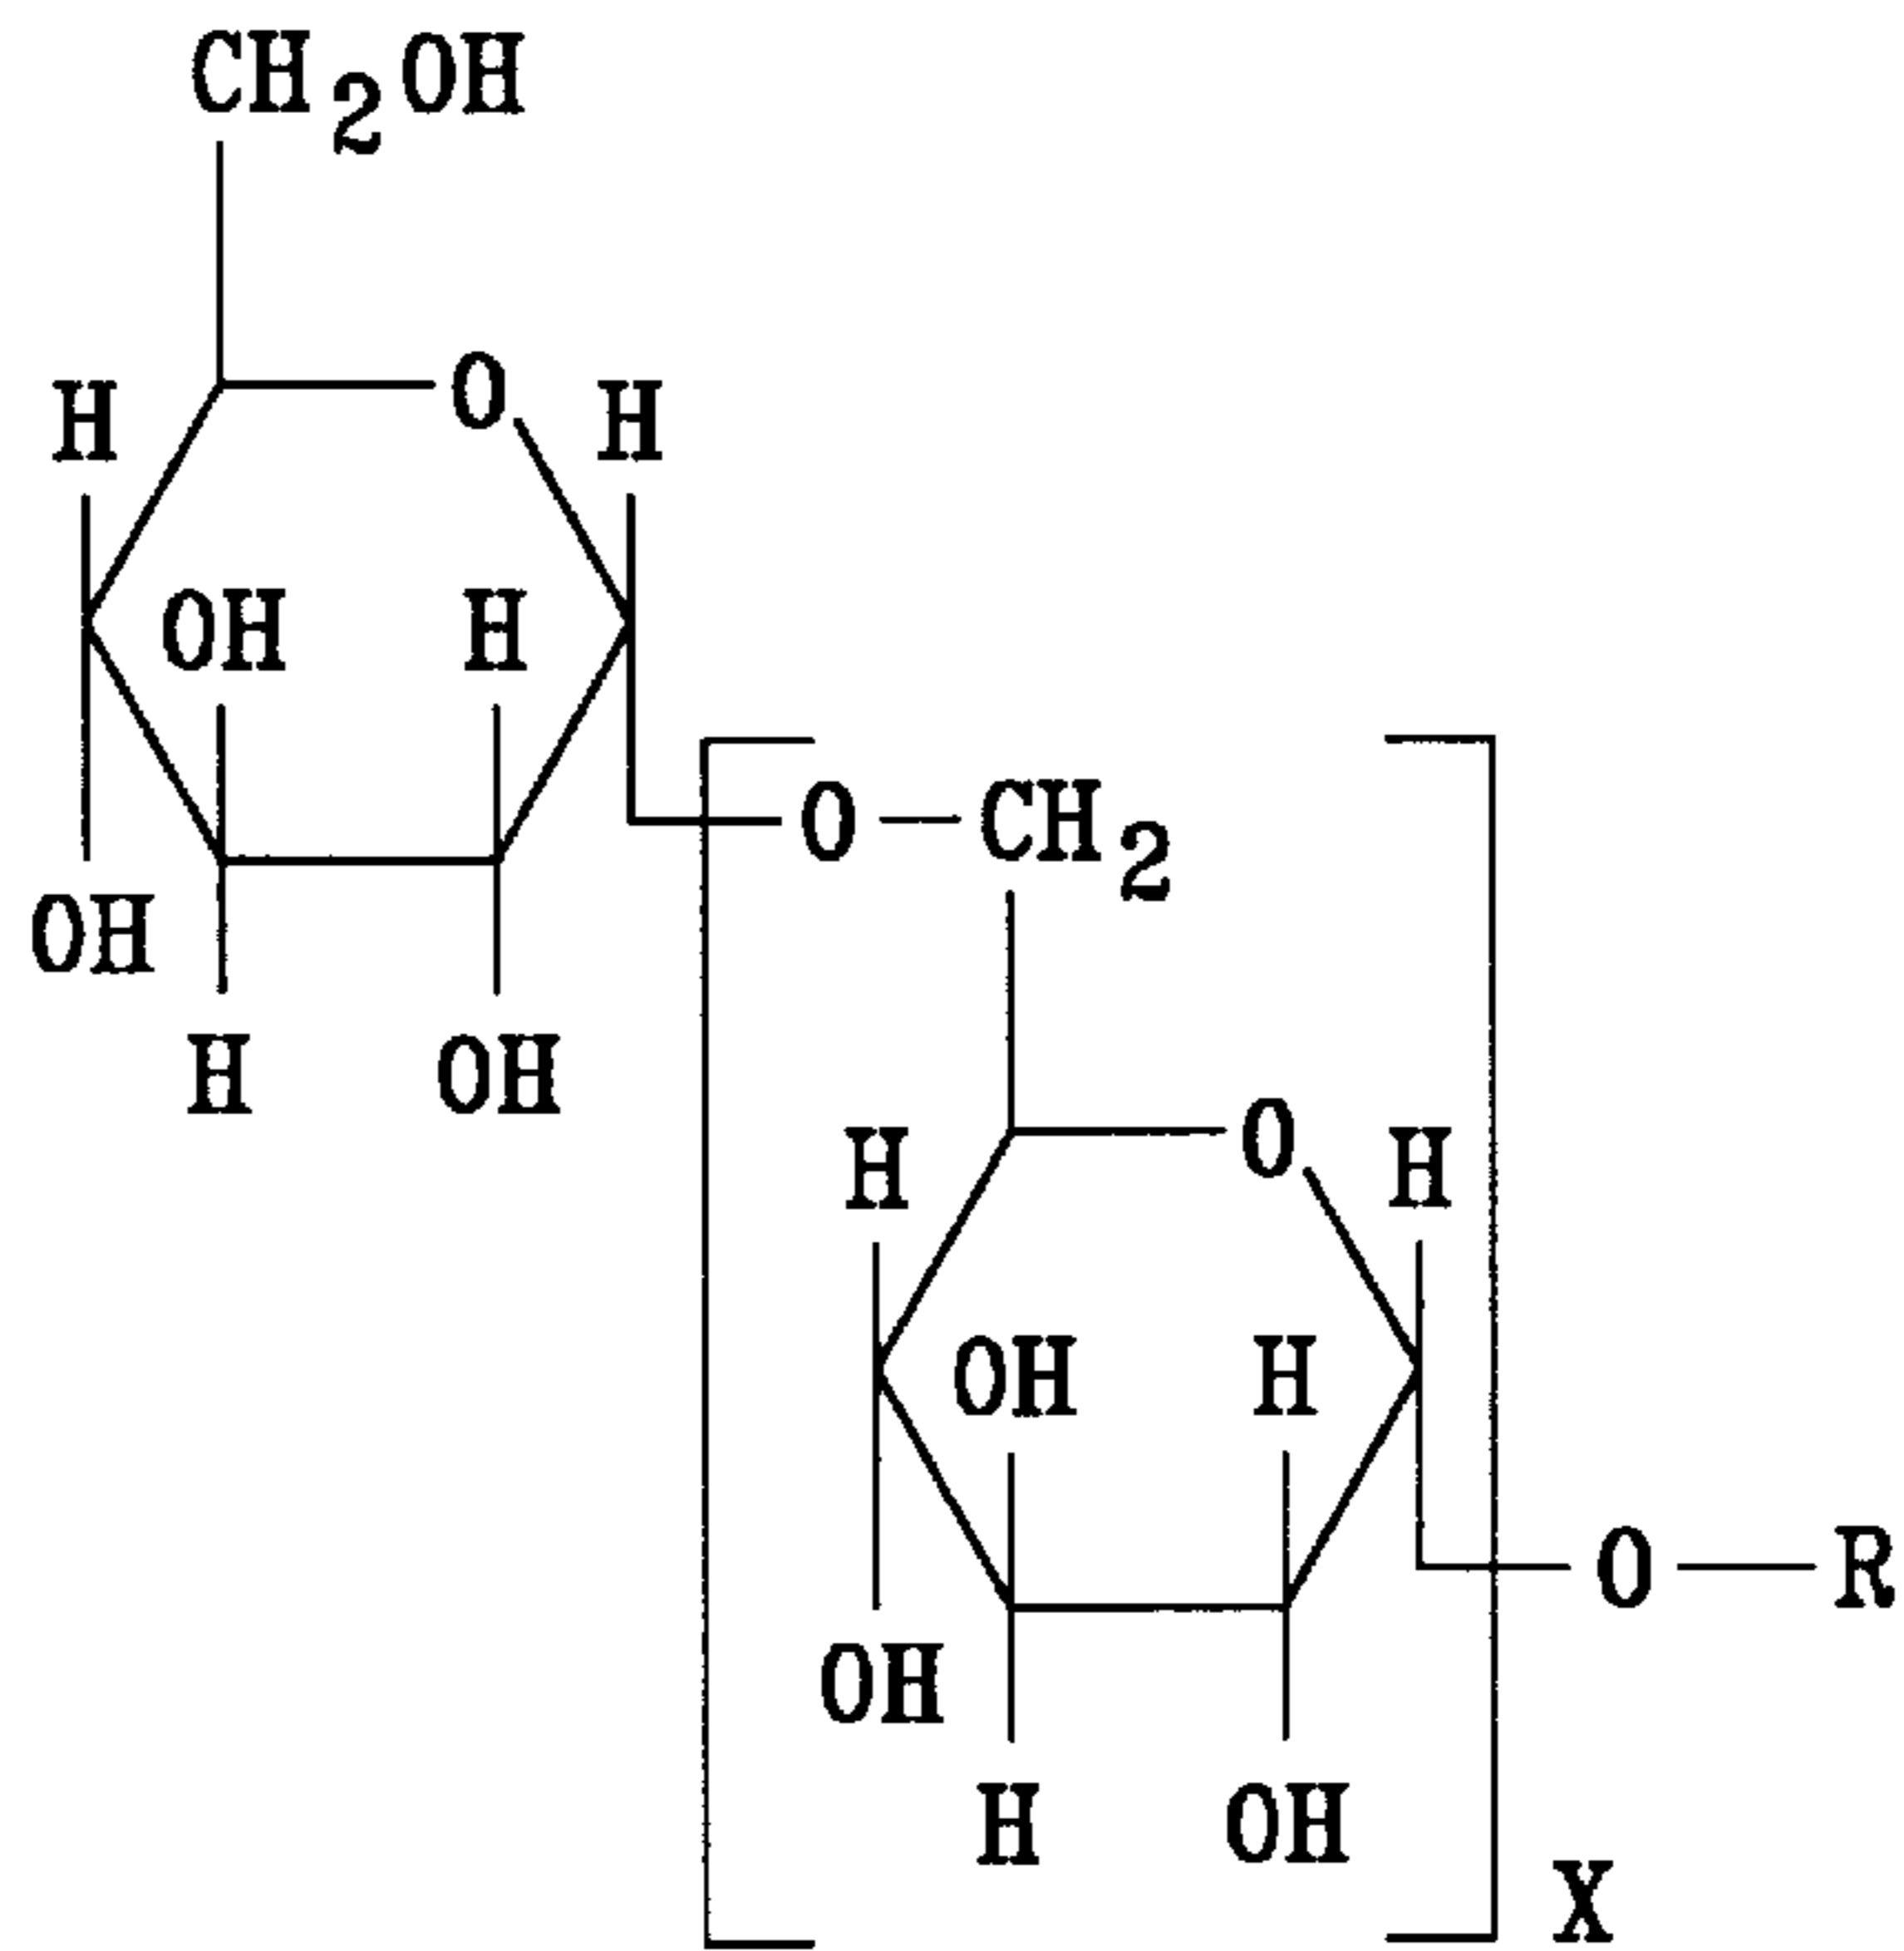 CH2OH
H O H
OH H
O CH2
OH
H OH
H O H
OH H
O R
OH
H OH
X